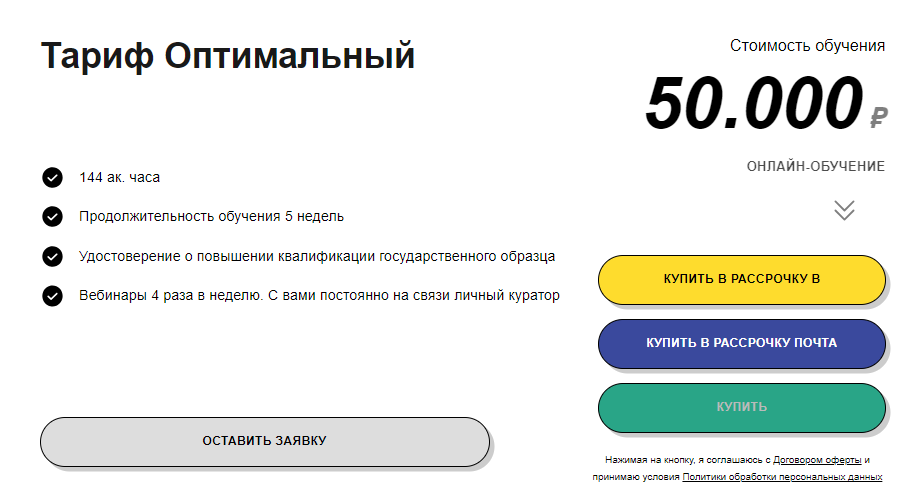 Тариф Оптимальный
144 ак. часа
Продолжительность обучения 5 недель
Удостоверение о повышении квалификации государственного образца
Вебинары 4 раза в неделю. С вами постоянно на связи личный куратор
ОСТАВИТЬ ЗАЯВКУ
Стоимость обучения
50.000 ₽
ОНЛАЙН-ОБУЧЕНИЕ
КУПИТЬ В РАССРОЧКУ В
КУПИТЬ В РАССРОЧКУ ПОЧТА
КУПИТЬ
Нажимая на кнопку, я соглашаюсь с Договором оферты и
принимаю условия Политики обработки персональных данных